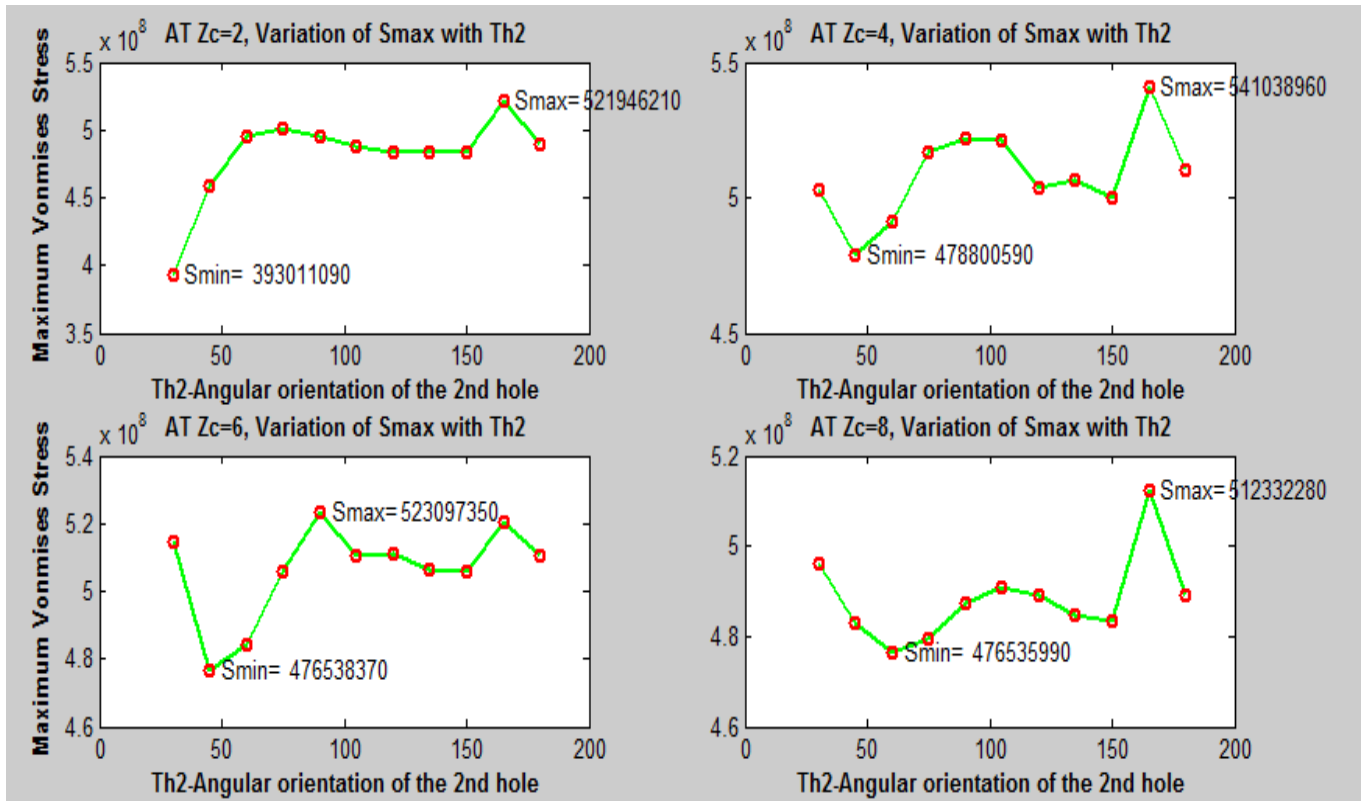 AT Zc=2, Variation of Smax with Th2
x 10^8
5.5
5
4.5
4
3.5
0 50 100 150 200
Maximum Vonmises Stress
Smax= 521946210
Smin= 393011090
Th2-Angular orientation of the 2nd hole
AT Zc=4, Variation of Smax with Th2
x 10^8
5.5
5
4.5
0 50 100 150 200
Smax= 541038960
Smin= 478800590
Th2-Angular orientation of the 2nd hole
AT Zc=6, Variation of Smax with Th2
x 10^8
5.4
5.2
5
4.8
4.6
0 50 100 150 200
Maximum Vonmises Stress
Smax= 523097350
Smin= 476538370
Th2-Angular orientation of the 2nd hole
AT Zc=8, Variation of Smax with Th2
x 10^8
5.2
5
4.8
4.6
0 50 100 150 200
Smax= 512332280
Smin= 476535990
Th2-Angular orientation of the 2nd hole